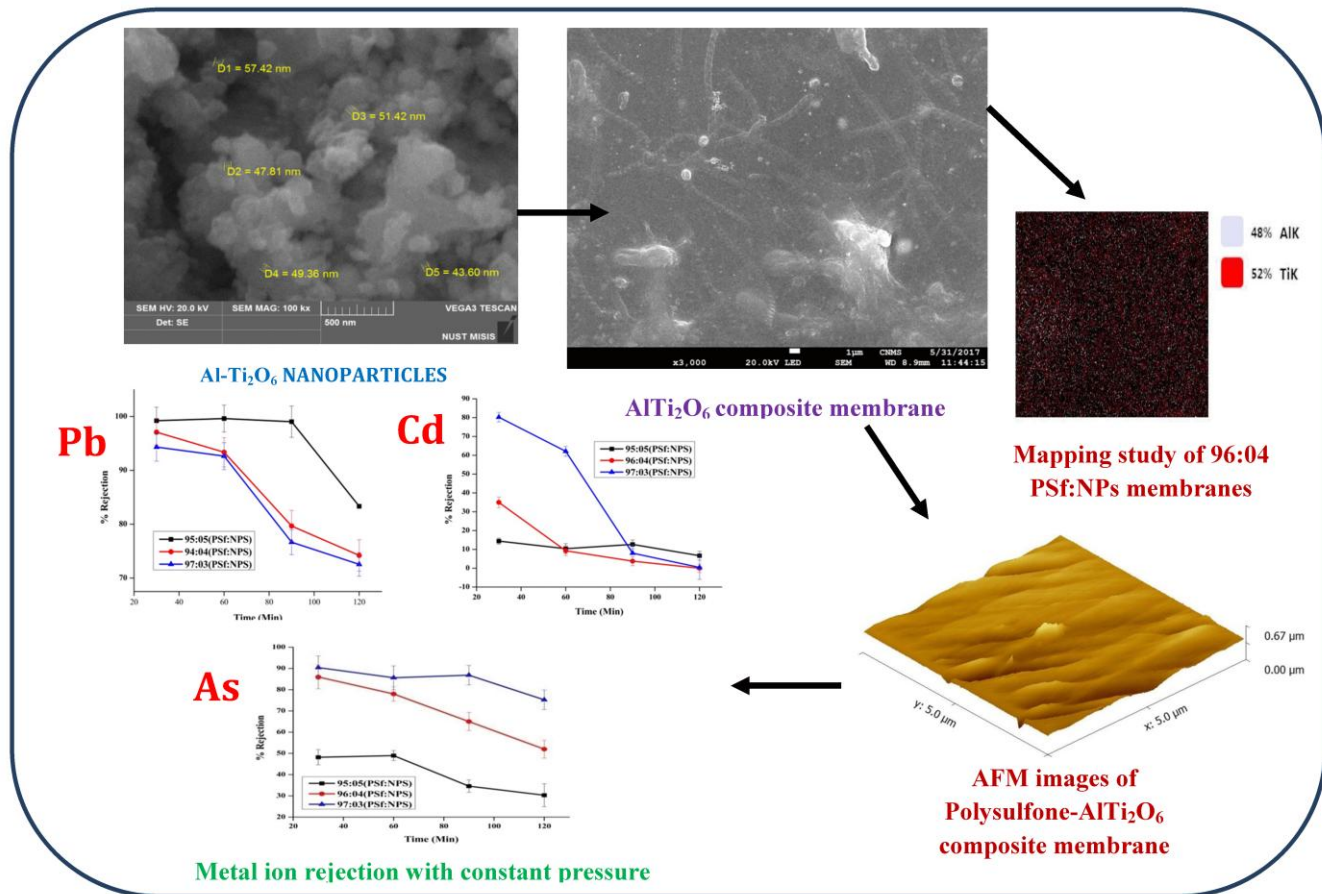 D1 = 57.42 nm
D3 = 51.42 nm
D2 = 47.81 nm
D4 = 49.36 nm
D5 = 43.60 nm
SEM HV: 20.0 kV
SEM MAG: 100 kx
VEGA3 TESCAN
Det: SE
500 nm
NUST MISIS
1µm CNMS 5/31/2017
x3,000 20.0kV LED SEM WD 8.9mm 11:44:15
48% AlK
52% TiK
Al-Ti₂O₆ NANOPARTICLES
AlTi₂O₆ composite membrane
Mapping study of 96:04
PSf:NPs membranes
Pb
% Rejection
100
90
80
70
95:05(PSf:NPS)
94:04(PSf:NPS)
97:03(PSf:NPS)
20 40 60 80 100 120
Time (Min)
Cd
% Rejection
90
80
70
60
50
40
30
20
10
0
-10
95:05(PSf:NPS)
96:04(PSf:NPS)
97:03(PSf:NPS)
20 40 60 80 100 120
Time (Min)
0.67 µm
0.00 µm
y: 5.0 µm
x: 5.0 µm
AFM images of
Polysulfone-AlTi₂O₆
composite membrane
As
% Rejection
100
90
80
70
60
50
40
30
20
95:05(PSf:NPS)
96:04(PSf:NPS)
97:03(PSf:NPS)
20 40 60 80 100 120
Time (Min)
Metal ion rejection with constant pressure